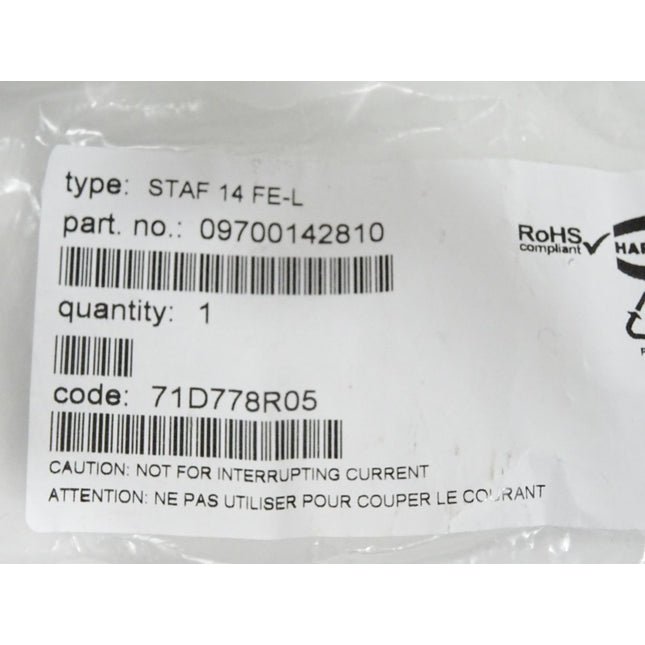 type: STAF 14 FE-L
part. no.: 09700142810
RoHS
compliant
HAR
quantity: 1
code: 71D778R05
CAUTION: NOT FOR INTERRUPTING CURRENT
ATTENTION: NE PAS UTILISER POUR COUPER LE COURANT